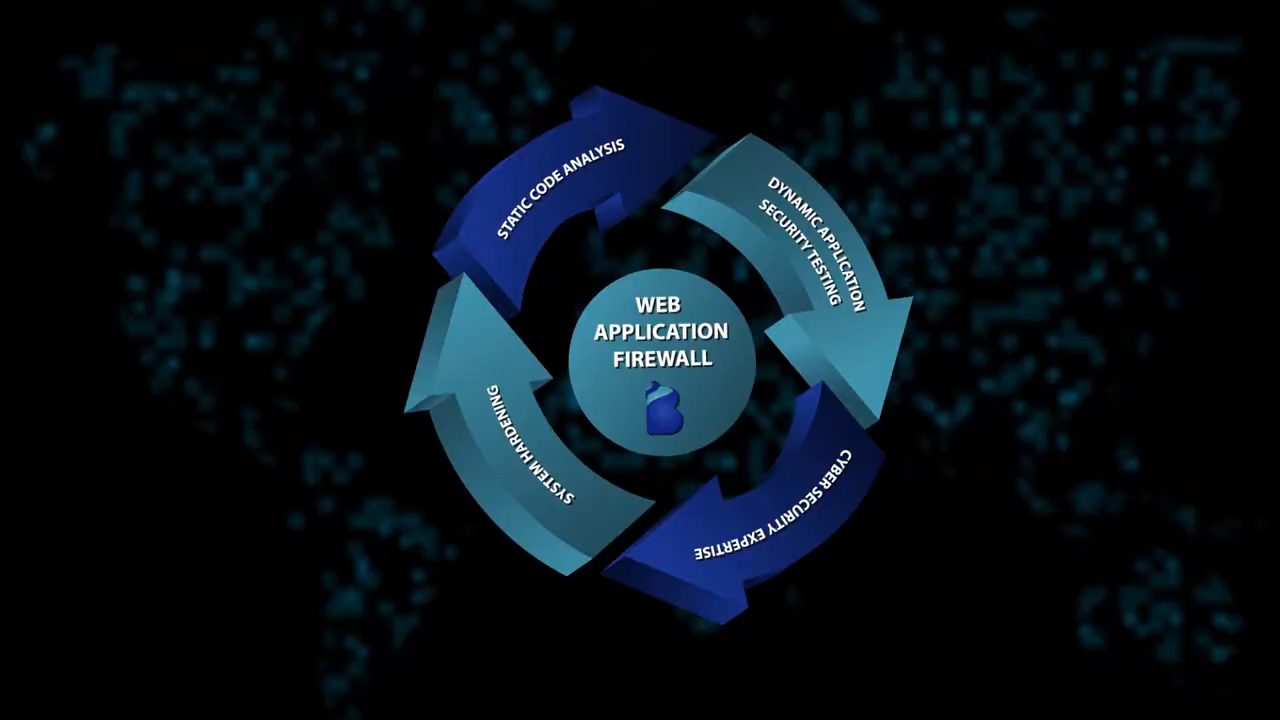 STATIC CODE ANALYSIS
DYNAMIC APPLICATION
SECURITY TESTING
WEB
APPLICATION
FIREWALL
B
SYSTEM HARDENING
CYBER SECURITY EXPERTISE